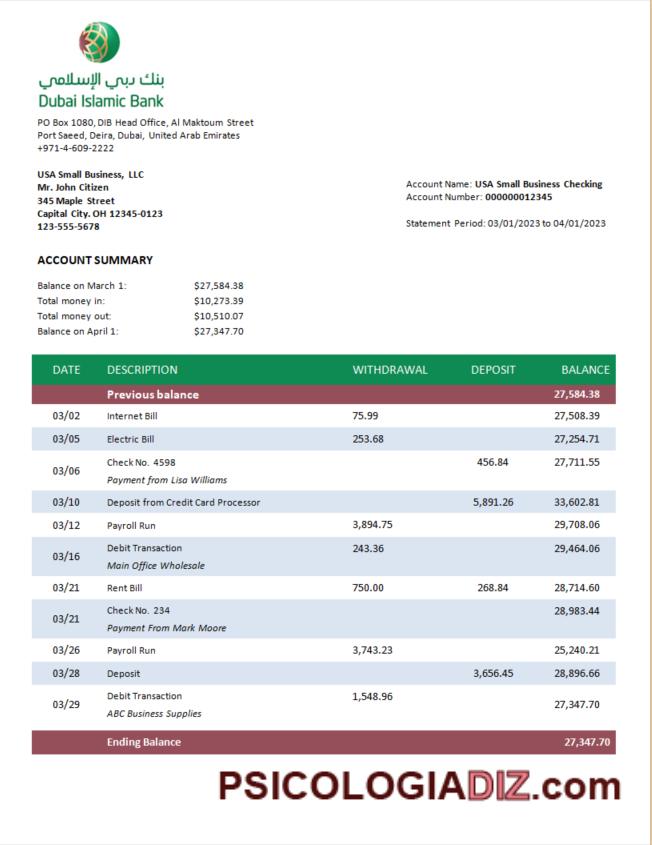 بنك دبي الإسلامي
Dubai Islamic Bank
PO Box 1080, DIB Head Office, Al Maktoum Street
Port Saeed, Deira, Dubai, United Arab Emirates
+971-4-609-2222
USA Small Business, LLC
Mr. John Citizen
345 Maple Street
Capital City. OH 12345-0123
123-555-5678
Account Name: USA Small Business Checking
Account Number: 000000012345
Statement Period: 03/01/2023 to 04/01/2023
ACCOUNT SUMMARY
Balance on March 1: $27,584.38
Total money in: $10,273.39
Total money out: $10,510.07
Balance on April 1: $27,347.70
DATE DESCRIPTION WITHDRAWAL DEPOSIT BALANCE
Previous balance 27,584.38
03/02 Internet Bill 75.99 27,508.39
03/05 Electric Bill 253.68 27,254.71
03/06 Check No. 4598 456.84 27,711.55
Payment from Lisa Williams
03/10 Deposit from Credit Card Processor 5,891.26 33,602.81
03/12 Payroll Run 3,894.75 29,708.06
03/16 Debit Transaction 243.36 29,464.06
Main Office Wholesale
03/21 Rent Bill 750.00 268.84 28,714.60
03/21 Check No. 234 28,983.44
Payment From Mark Moore
03/26 Payroll Run 3,743.23 25,240.21
03/28 Deposit 3,656.45 28,896.66
03/29 Debit Transaction 1,548.96 27,347.70
ABC Business Supplies
Ending Balance 27,347.70
PSICOLOGIADIZ.com